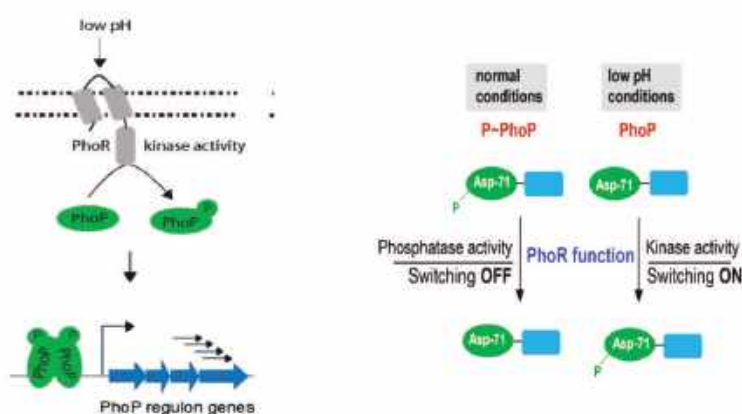 low pH
PhoR
kinase activity
PhoP
PhoP
P
P
PhoP
P
PhoP
PhoP regulon genes
normal
conditions
low pH
conditions
P~PhoP
PhoP
Asp-71
P
Asp-71
Phosphatase activity
Switching OFF
PhoR function
Kinase activity
Switching ON
Asp-71
Asp-71
P